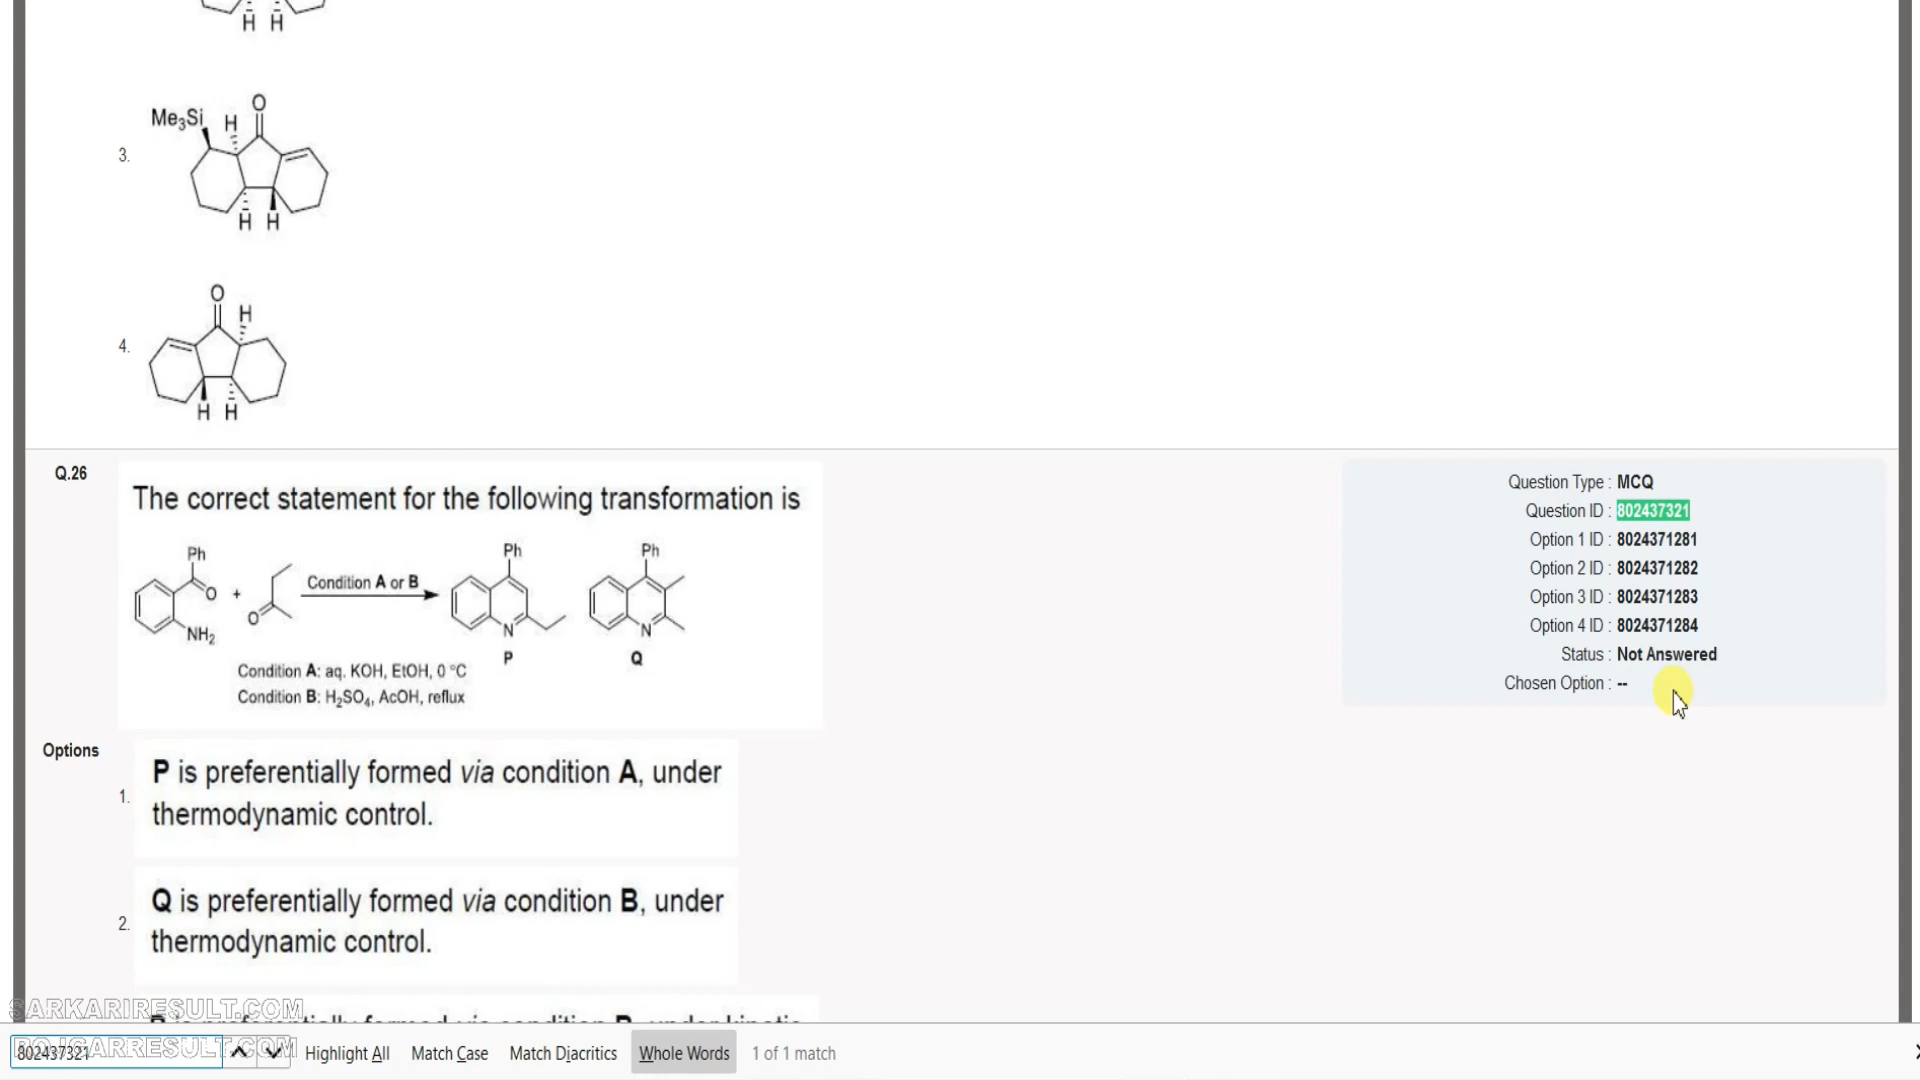 H H
3.
Me3Si H O
H H
4.
O H
H H
Q.26
The correct statement for the following transformation is
Ph
O
NH2
+
O
Condition A or B
Ph
N
P
Ph
N
Q
Condition A: aq. KOH, EtOH, 0 °C
Condition B: H2SO4, AcOH, reflux
Question Type : MCQ
Question ID : 802437321
Option 1 ID : 8024371281
Option 2 ID : 8024371282
Option 3 ID : 8024371283
Option 4 ID : 8024371284
Status : Not Answered
Chosen Option : --
Options
1. P is preferentially formed via condition A, under
thermodynamic control.
2. Q is preferentially formed via condition B, under
thermodynamic control.
SARKARIRESULT.COM
802437321 Highlight All Match Case Match Diacritics Whole Words 1 of 1 match